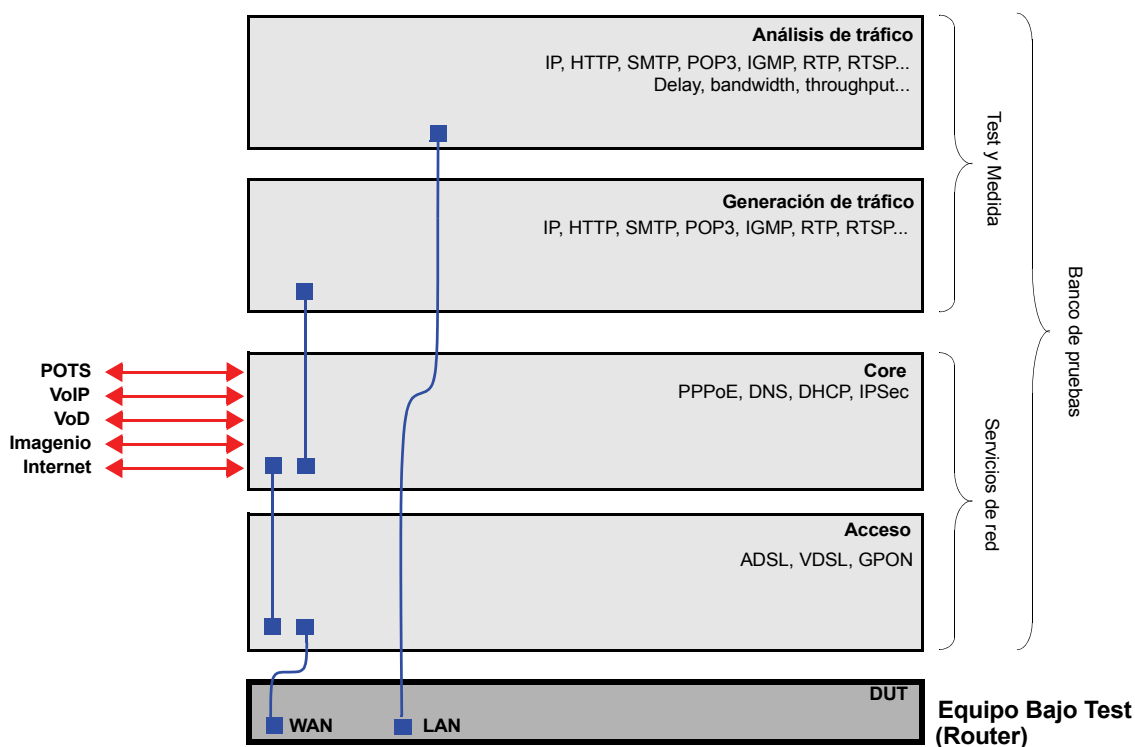 Análisis de tráfico
IP, HTTP, SMTP, POP3, IGMP, RTP, RTSP...
Delay, bandwidth, throughput...
Generación de tráfico
IP, HTTP, SMTP, POP3, IGMP, RTP, RTSP...
Test y Medida
Banco de pruebas
POTS
VoIP
VoD
Imagenio
Internet
Core
PPPoE, DNS, DHCP, IPSec
Servicios de red
Acceso
ADSL, VDSL, GPON
DUT
WAN
LAN
Equipo Bajo Test
(Router)